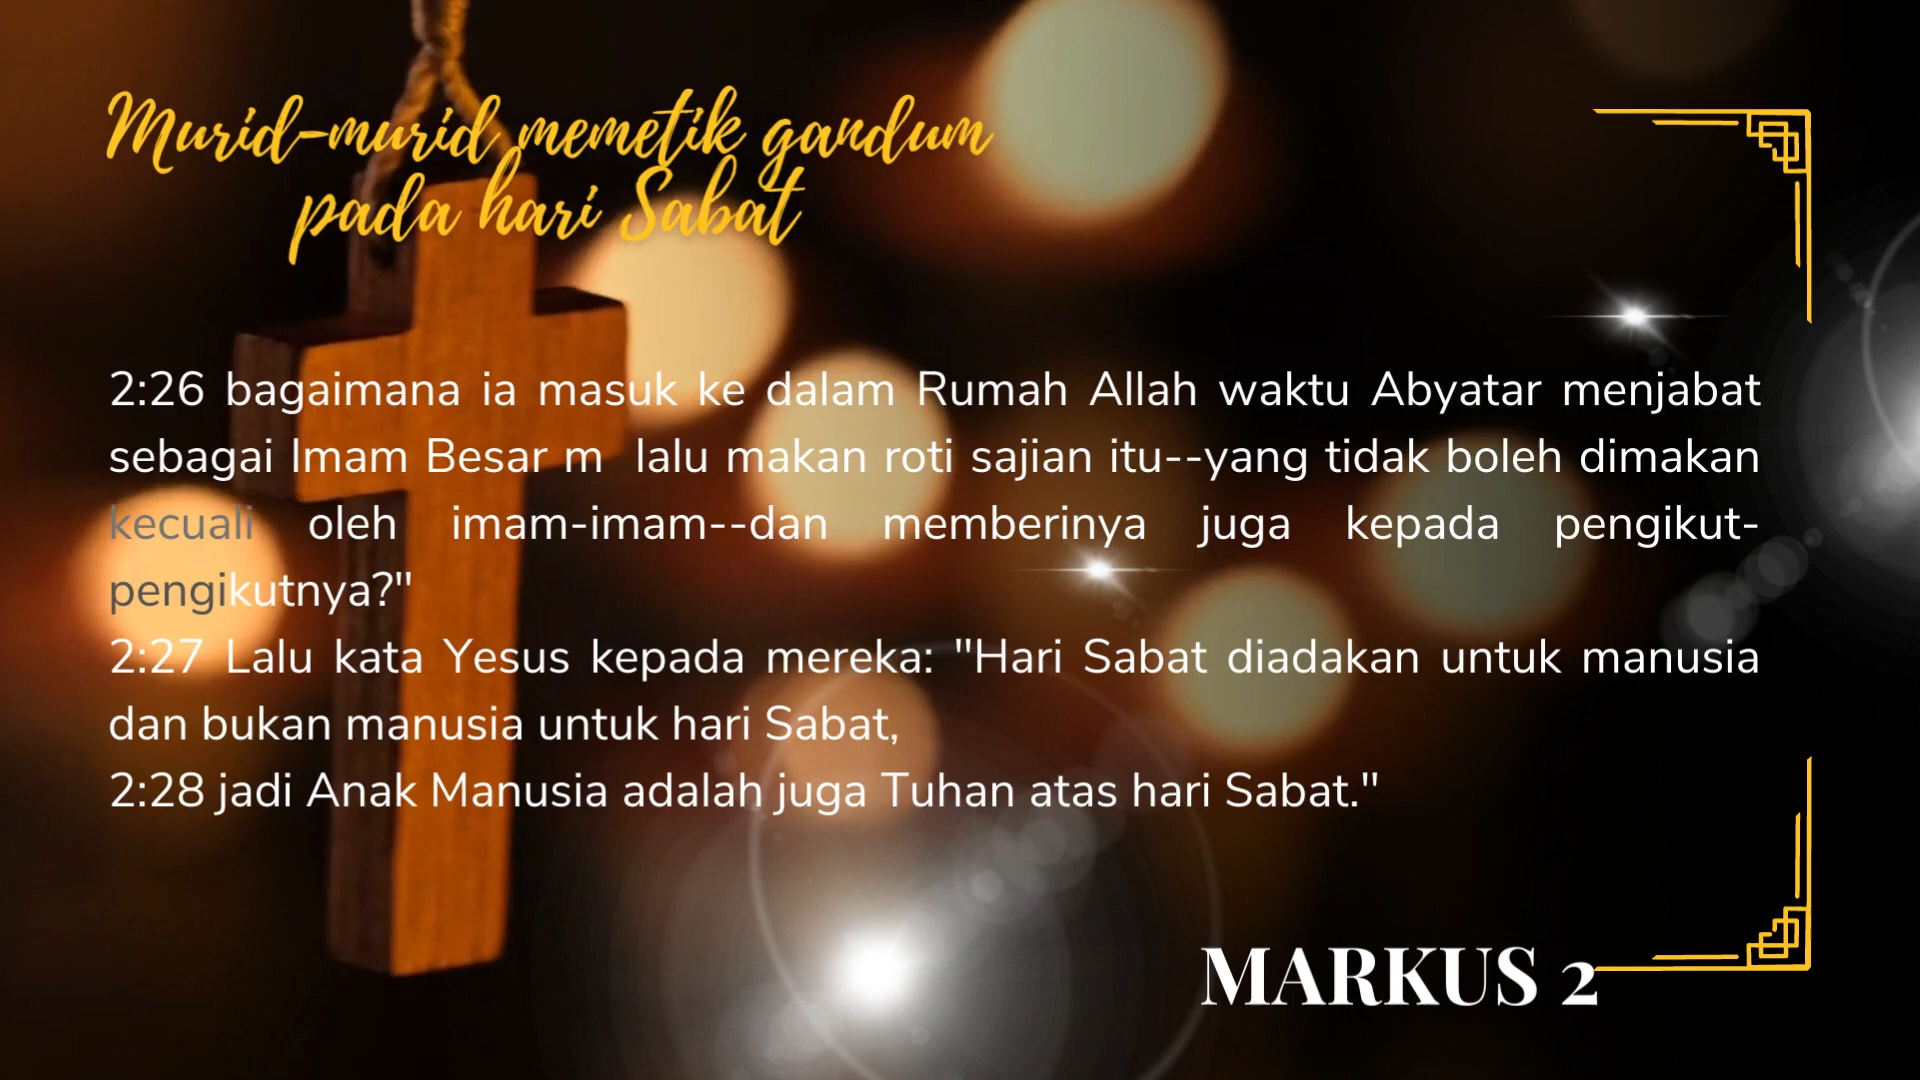 Murid-murid memetik gandum
pada hari Sabat
2:26 bagaimana ia masuk ke dalam Rumah Allah waktu Abyatar menjabat
sebagai Imam Besar m lalu makan roti sajian itu--yang tidak boleh dimakan
kecuali oleh imam-imam--dan memberinya juga kepada pengikut-
pengikutnya?"
2:27 Lalu kata Yesus kepada mereka: "Hari Sabat diadakan untuk manusia
dan bukan manusia untuk hari Sabat,
2:28 jadi Anak Manusia adalah juga Tuhan atas hari Sabat."
MARKUS 2